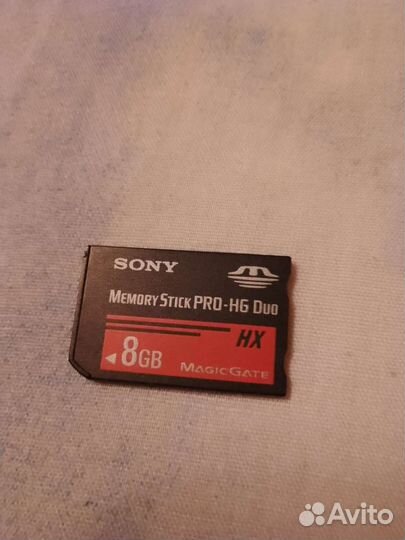 SONY
MEMORY STICK PRO-HG DUO
HX
8GB
MAGICGATE
Avito